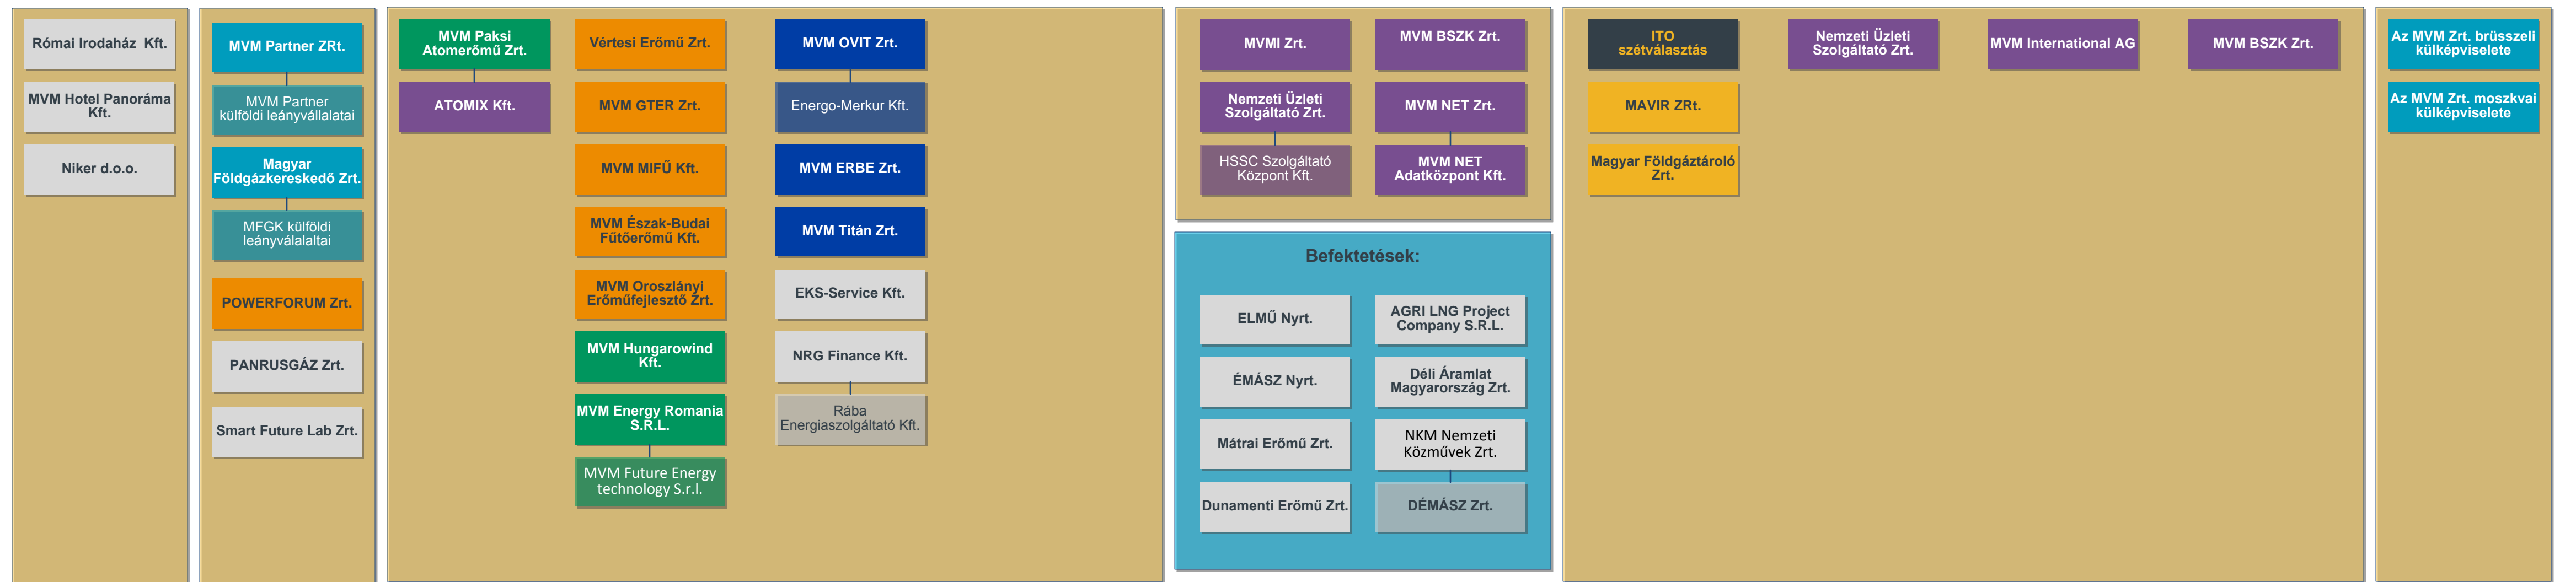 Római Irodaház  Kft.
MVM Hotel Panoráma
Kft.
Niker d.o.o.
MVM Partner ZRt.
MVM Partner
külföldi leányvállalatai
Magyar
Földgázkereskedő Zrt.
MFGK külföldi
leányválalaltai
POWERFORUM Zrt.
PANRUSGÁZ Zrt.
Smart Future Lab Zrt.
MVM Paksi
Atomerőmű Zrt.
ATOMIX Kft.
Vértesi Erőmű Zrt.
MVM GTER Zrt.
MVM MIFŰ Kft.
MVM Észak-Budai
Fűtőerőmű Kft.
MVM Oroszlányi
Erőműfejlesztő Zrt.
MVM Hungarowind
Kft.
MVM Energy Romania
S.R.L.
MVM Future Energy
technology S.r.l.
MVM OVIT Zrt.
Energo-Merkur Kft.
MVM ERBE Zrt.
MVM Titán Zrt.
EKS-Service Kft.
NRG Finance Kft.
Rába
Energiaszolgáltató Kft.
MVMI Zrt.
Nemzeti Üzleti
Szolgáltató Zrt.
HSSC Szolgáltató
Központ Kft.
MVM BSZK Zrt.
MVM NET Zrt.
MVM NET
Adatközpont Kft.
Befektetések:
ELMŰ Nyrt.
ÉMÁSZ Nyrt.
Mátrai Erőmű Zrt.
Dunamenti Erőmű Zrt.
AGRI LNG Project
Company S.R.L.
Déli Áramlat
Magyarország Zrt.
NKM Nemzeti
Közművek Zrt.
DÉMÁSZ Zrt.
ITO
szétválasztás
MAVIR ZRt.
Magyar Földgáztároló
Zrt.
Nemzeti Üzleti
Szolgáltató Zrt.
MVM International AG
MVM BSZK Zrt.
Az MVM Zrt. brüsszeli
külképviselete
Az MVM Zrt. moszkvai
külképviselete